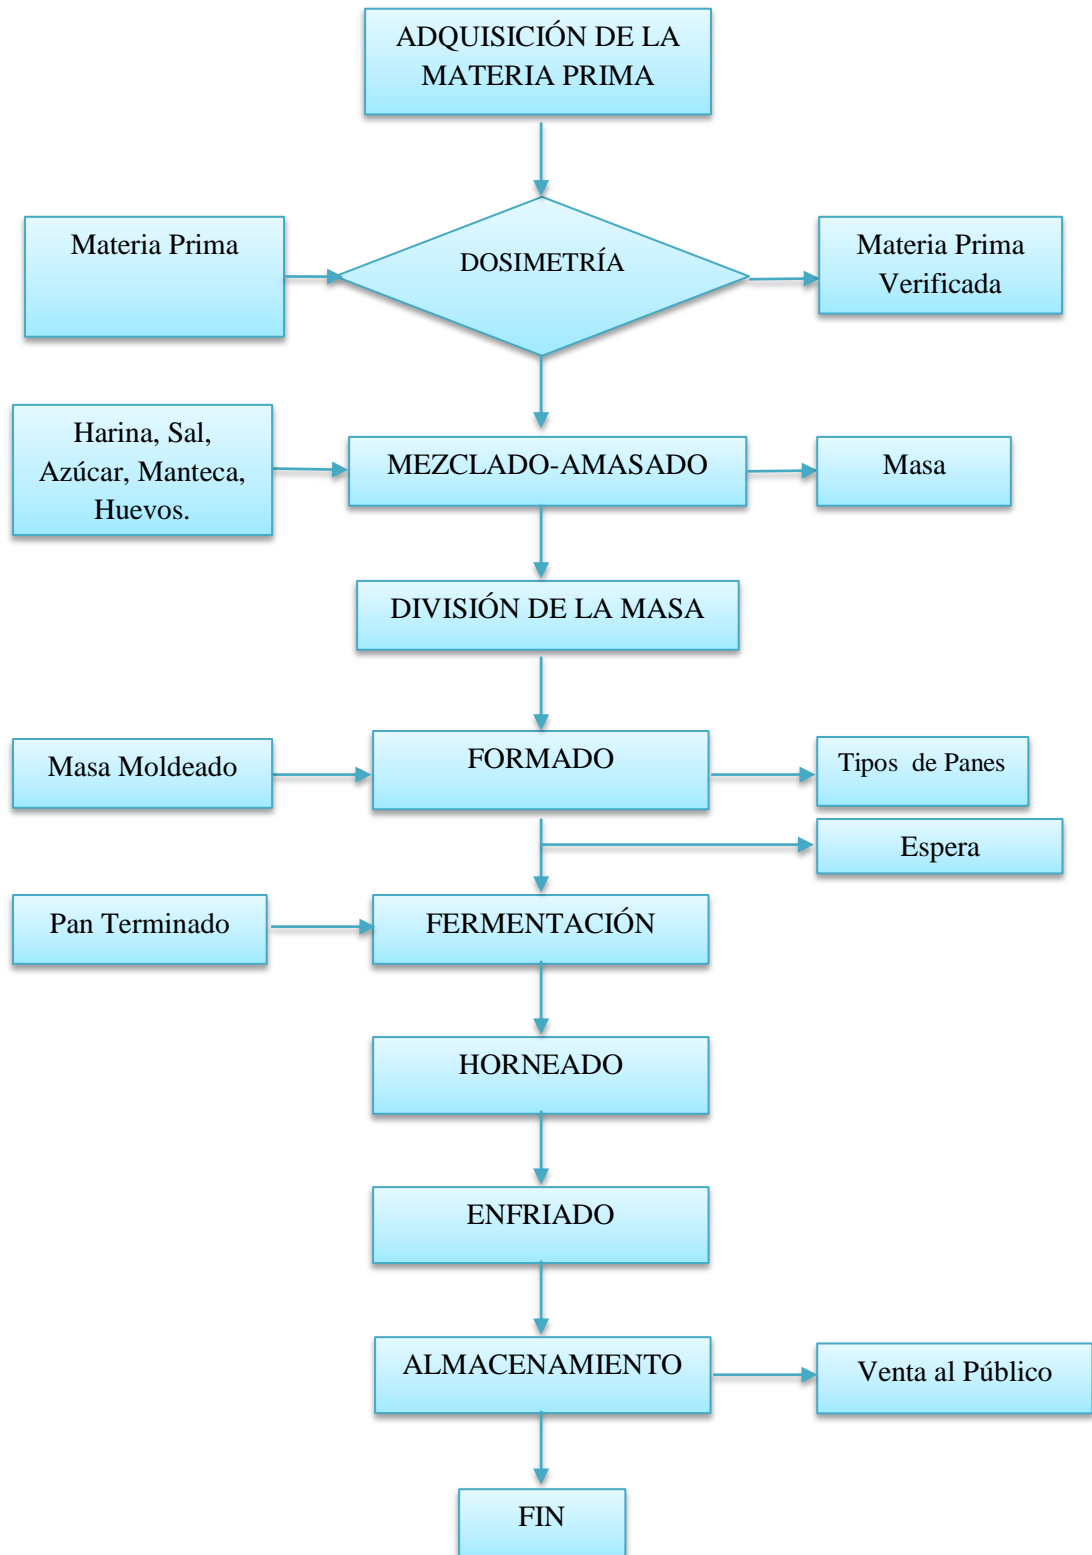 ADQUISICIÓN DE LA
MATERIA PRIMA
Materia Prima
DOSIMETRÍA
Materia Prima
Verificada
Harina, Sal,
Azúcar, Manteca,
Huevos.
MEZCLADO-AMASADO
Masa
DIVISIÓN DE LA MASA
Masa Moldeado
FORMADO
Tipos de Panes
Espera
Pan Terminado
FERMENTACIÓN
HORNEADO
ENFRIADO
ALMACENAMIENTO
Venta al Público
FIN